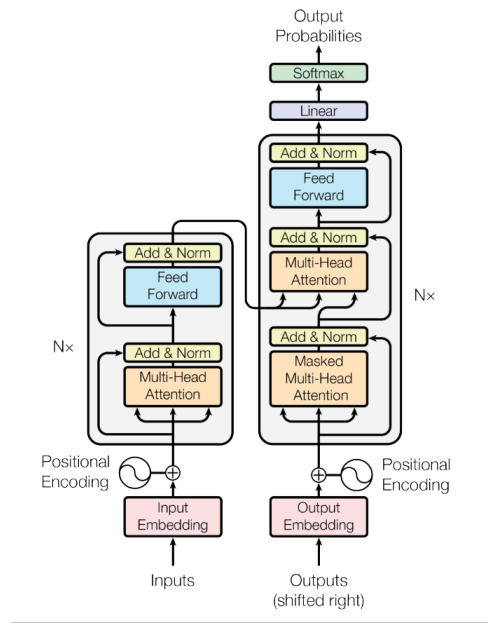 Output
Probabilities
Softmax
Linear
Add & Norm
Feed
Forward
Add & Norm
Multi-Head
Attention
Add & Norm
Masked
Multi-Head
Attention
Nx
Add & Norm
Feed
Forward
Add & Norm
Multi-Head
Attention
Nx
Positional
Encoding
Positional
Encoding
Input
Embedding
Output
Embedding
Inputs
Outputs
(shifted right)